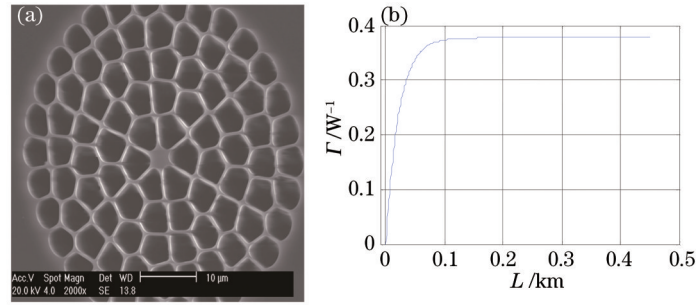 (a)
Acc.V Spot Magn Det WD 10 μm
20.0 kV 4.0 2000x SE 13.8
(b)
0.4
0.3
0.2
0.1
0
Γ /W⁻¹
0 0.1 0.2 0.3 0.4 0.5
L /km